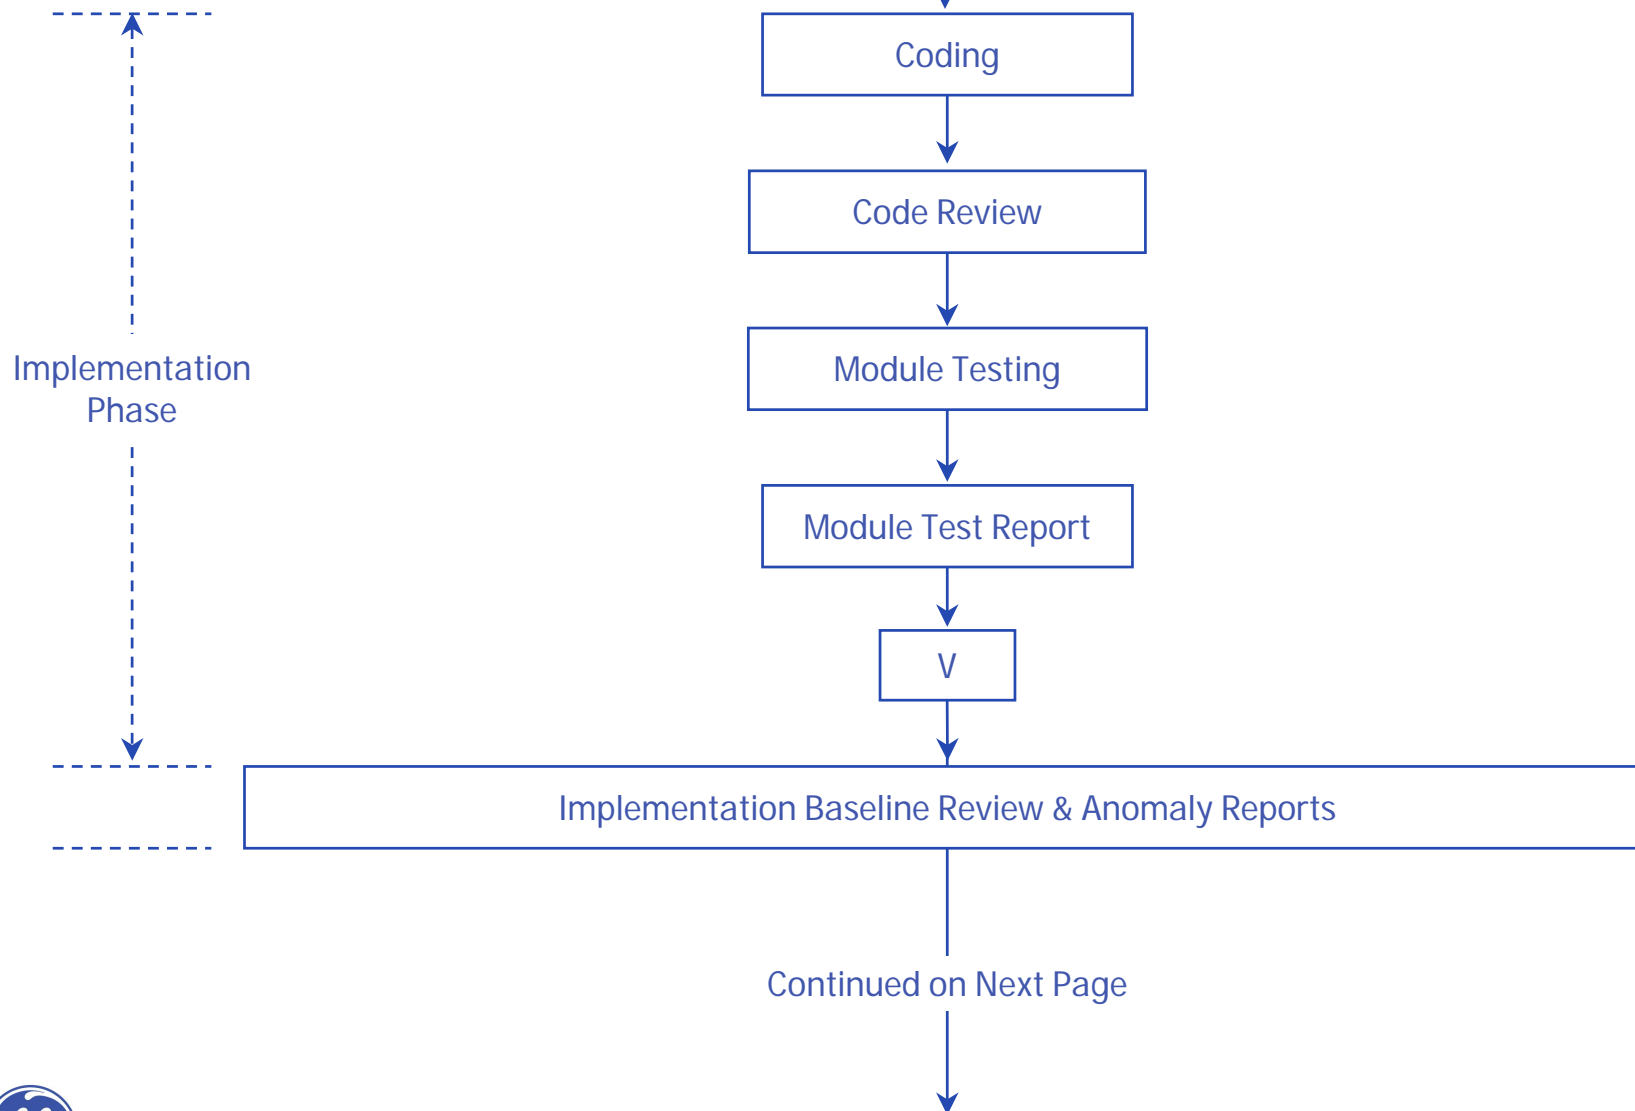 Coding
Code Review
Module Testing
Implementation
Phase
Module Test Report
V
Implementation Baseline Review & Anomaly Reports
Continued on Next Page